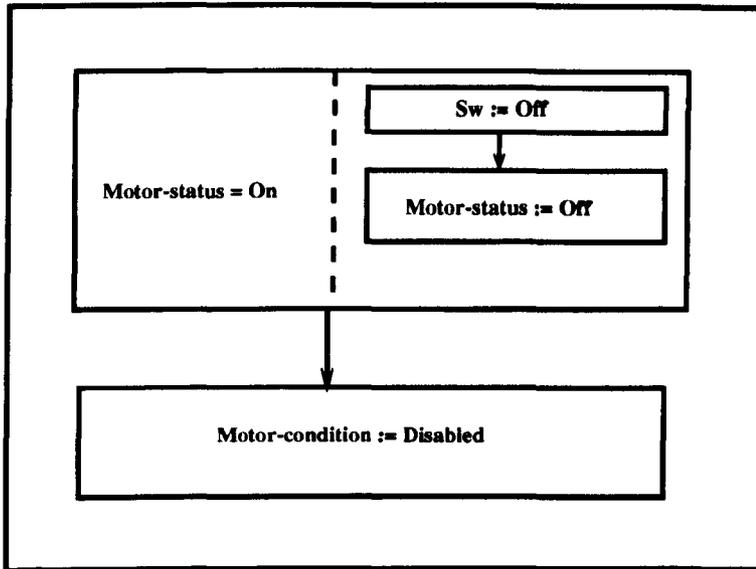 Sw := Off
Motor-status = On
Motor-status := Off
Motor-condition := Disabled